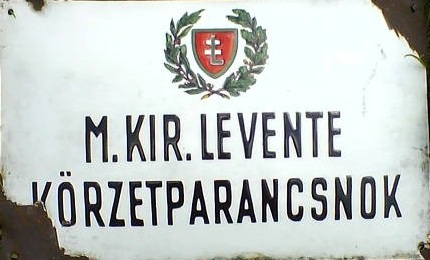 M. KIR. LEVENTE
KÖRZETPARANCSNOK